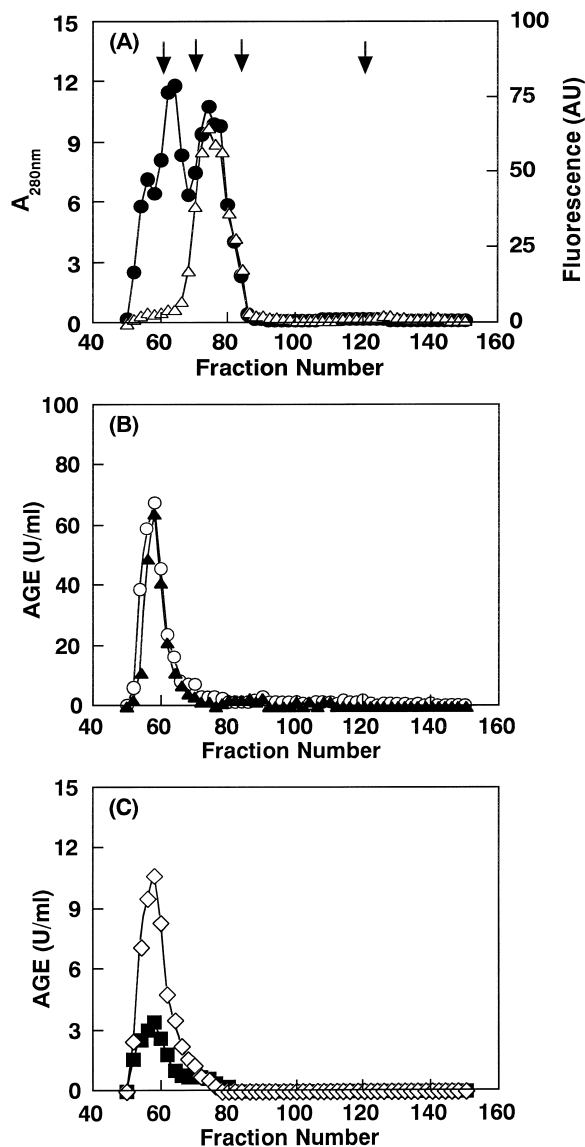 (A)
15
12
9
6
3
0
A280nm
100
75
50
25
0
Fluorescence (AU)
40 60 80 100 120 140 160
Fraction Number
(B)
100
80
60
40
20
0
AGE (U/ml)
40 60 80 100 120 140 160
Fraction Number
(C)
15
12
9
6
3
0
AGE (U/ml)
40 60 80 100 120 140 160
Fraction Number